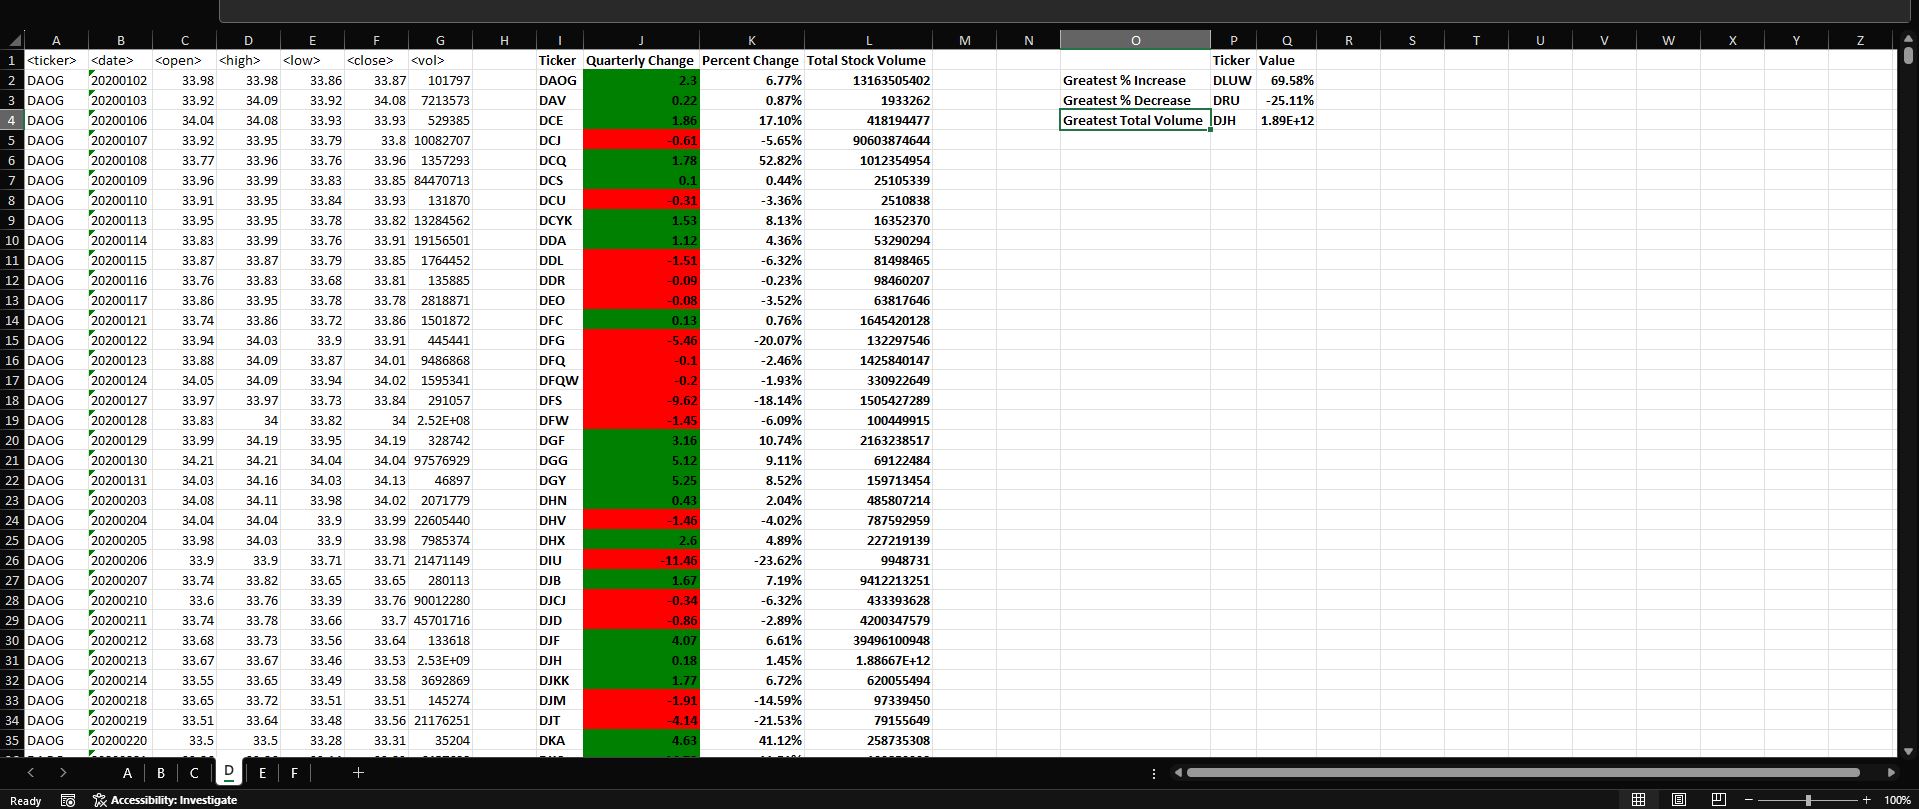 A B C D E F G H I J K L M N O P Q R S T U V W X Y Z
1 <ticker> <date> <open> <high> <low> <close> <vol> Ticker Quarterly Change Percent Change Total Stock Volume Ticker Value
2 DAOG 20200102 33.98 33.98 33.86 33.87 101797 DAOG 2.3 6.77% 13163505402 Greatest % Increase DLUW 69.58%
3 DAOG 20200103 33.92 34.09 33.92 34.08 7213573 DAV 0.22 0.87% 1933262 Greatest % Decrease DRU -25.11%
4 DAOG 20200106 34.04 34.08 33.93 33.93 529385 DCE 1.86 17.10% 418194477 Greatest Total Volume DJH 1.89E+12
5 DAOG 20200107 33.92 33.95 33.79 33.8 10082707 DCJ -0.61 -5.65% 90603874644
6 DAOG 20200108 33.77 33.96 33.76 33.96 1357293 DCQ 1.78 52.82% 1012354954
7 DAOG 20200109 33.96 33.99 33.83 33.85 84470713 DCS 0.1 0.44% 25105339
8 DAOG 20200110 33.91 33.95 33.84 33.93 131870 DCU -0.31 -3.36% 2510838
9 DAOG 20200113 33.95 33.95 33.78 33.82 13284562 DCYK 1.53 8.13% 16352370
10 DAOG 20200114 33.83 33.99 33.76 33.91 19156501 DDA 1.12 4.36% 53290294
11 DAOG 20200115 33.87 33.87 33.79 33.85 1764452 DDL -1.51 -6.32% 81498465
12 DAOG 20200116 33.76 33.83 33.68 33.81 135885 DDR -0.09 -0.23% 98460207
13 DAOG 20200117 33.86 33.95 33.78 33.78 2818871 DEO -0.08 -3.52% 63817646
14 DAOG 20200121 33.74 33.86 33.72 33.86 1501872 DFC 0.13 0.76% 1645420128
15 DAOG 20200122 33.94 34.03 33.9 33.91 445441 DFG -5.46 -20.07% 132297546
16 DAOG 20200123 33.88 34.09 33.87 34.01 9486868 DFQ -0.1 -2.46% 1425840147
17 DAOG 20200124 34.05 34.09 33.94 34.02 1595341 DFQW -0.2 -1.93% 330922649
18 DAOG 20200127 33.97 33.97 33.73 33.84 291057 DFS -9.62 -18.14% 1505427289
19 DAOG 20200128 33.83 34 33.82 34 2.52E+08 DFW -1.45 -6.09% 100449915
20 DAOG 20200129 33.99 34.19 33.95 34.19 328742 DGF 3.16 10.74% 2163238517
21 DAOG 20200130 34.21 34.21 34.04 34.04 97576929 DGG 5.12 9.11% 69122484
22 DAOG 20200131 34.03 34.16 34.03 34.13 46897 DGY 5.25 8.52% 159713454
23 DAOG 20200203 34.08 34.11 33.98 34.02 2071779 DHN 0.43 2.04% 485807214
24 DAOG 20200204 34.04 34.04 33.9 33.99 22605440 DHV -1.46 -4.02% 787592959
25 DAOG 20200205 33.98 34.03 33.9 33.98 7985374 DHX 2.6 4.89% 227219139
26 DAOG 20200206 33.9 33.9 33.71 33.71 21471149 DIU -11.46 -23.62% 9948731
27 DAOG 20200207 33.74 33.82 33.65 33.65 280113 DJB 1.67 7.19% 9412213251
28 DAOG 20200210 33.6 33.76 33.39 33.76 90012280 DJCJ -0.34 -6.32% 433393628
29 DAOG 20200211 33.74 33.78 33.66 33.7 45701716 DJD -0.86 -2.89% 4200347579
30 DAOG 20200212 33.68 33.73 33.56 33.64 133618 DJF 4.07 6.61% 39496100948
31 DAOG 20200213 33.67 33.67 33.46 33.53 2.53E+09 DJH 0.18 1.45% 1.88667E+12
32 DAOG 20200214 33.55 33.65 33.49 33.58 3692869 DJKK 1.77 6.72% 620055494
33 DAOG 20200218 33.65 33.72 33.51 33.51 145274 DJM -1.91 -14.59% 97339450
34 DAOG 20200219 33.51 33.64 33.48 33.56 21176251 DJT -4.14 -21.53% 79155649
35 DAOG 20200220 33.5 33.5 33.28 33.31 35204 DKA 4.63 41.12% 258735308
A B C D E F +
Ready Accessibility: Investigate 100%